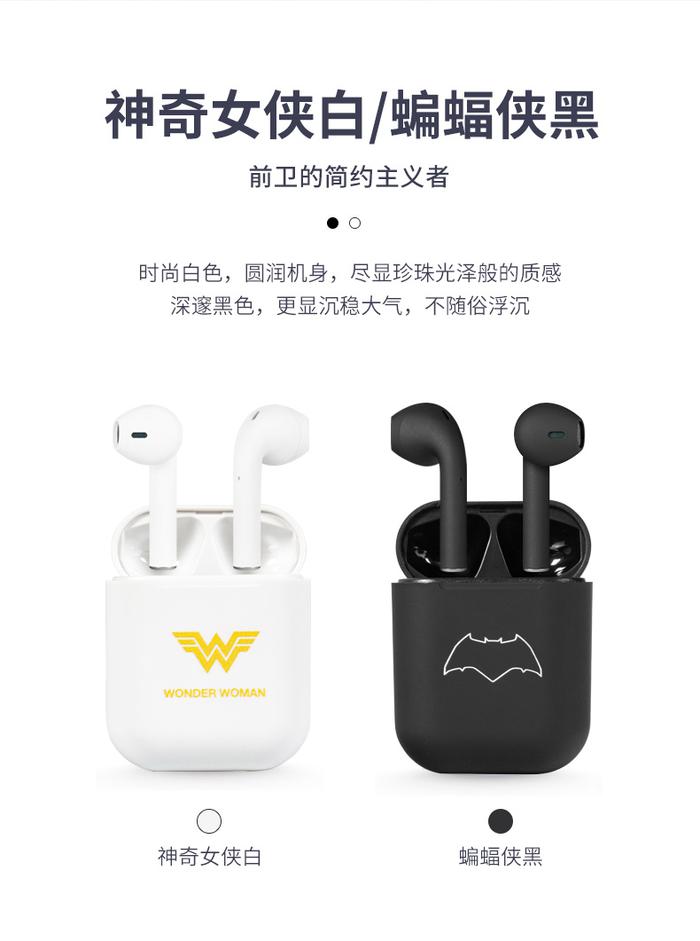 神奇女侠白/蝙蝠侠黑
前卫的简约主义者
时尚白色，圆润机身，尽显珍珠光泽般的质感
深邃黑色，更显沉稳大气，不随俗浮沉
WONDER WOMAN
神奇女侠白
蝙蝠侠黑